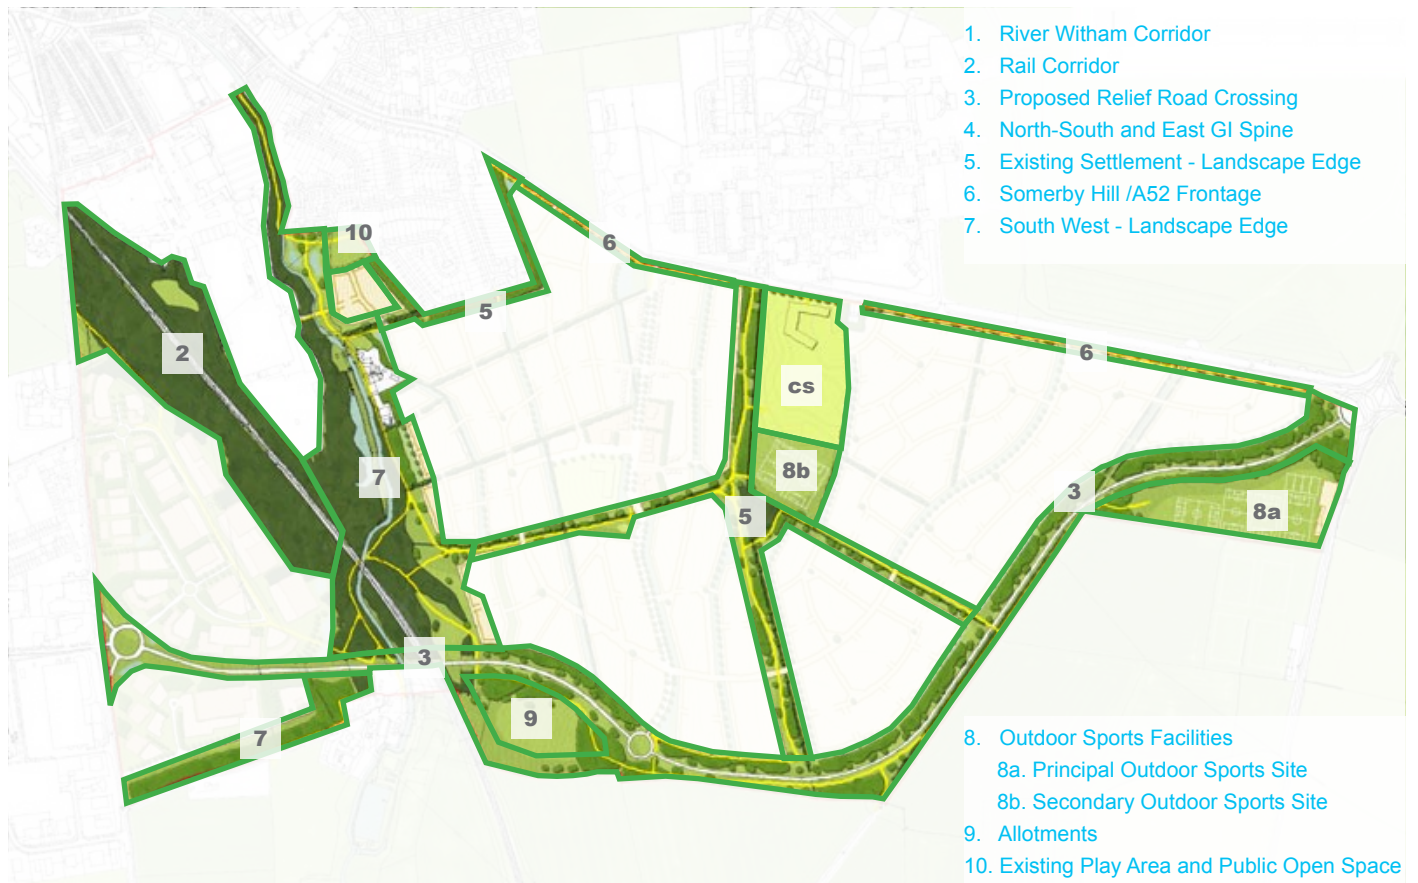 1. River Witham Corridor
2. Rail Corridor
3. Proposed Relief Road Crossing
4. North-South and East GI Spine
5. Existing Settlement - Landscape Edge
6. Somerby Hill /A52 Frontage
7. South West - Landscape Edge
10
6
5
2
6
cs
7
8b
3
5
8a
3
9
7
8. Outdoor Sports Facilities
8a. Principal Outdoor Sports Site
8b. Secondary Outdoor Sports Site
9. Allotments
10. Existing Play Area and Public Open Space